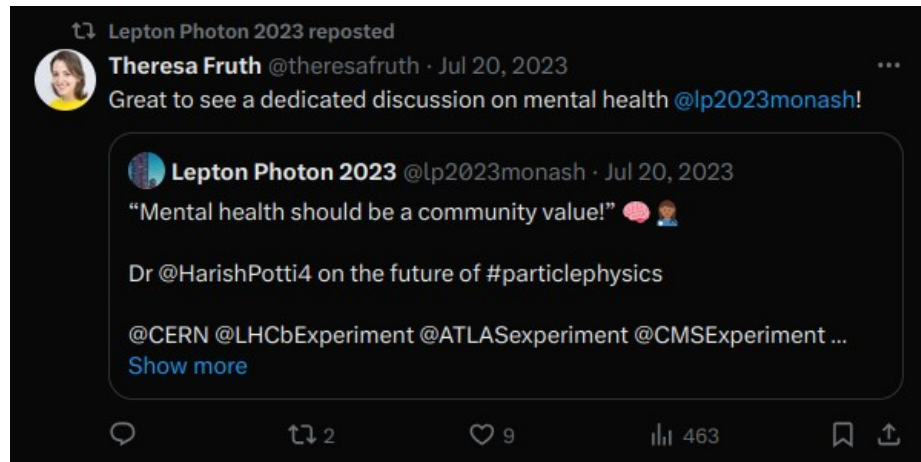 Lepton Photon 2023 reposted
Theresa Fruth @theresafruth · Jul 20, 2023
Great to see a dedicated discussion on mental health @lp2023monash!
Lepton Photon 2023 @lp2023monash · Jul 20, 2023
“Mental health should be a community value!” 🧠 👩🏾‍⚕️
Dr @HarishPotti4 on the future of #particlephysics
@CERN @LHCbExperiment @ATLASexperiment @CMSExperiment ...
Show more
2 9 463